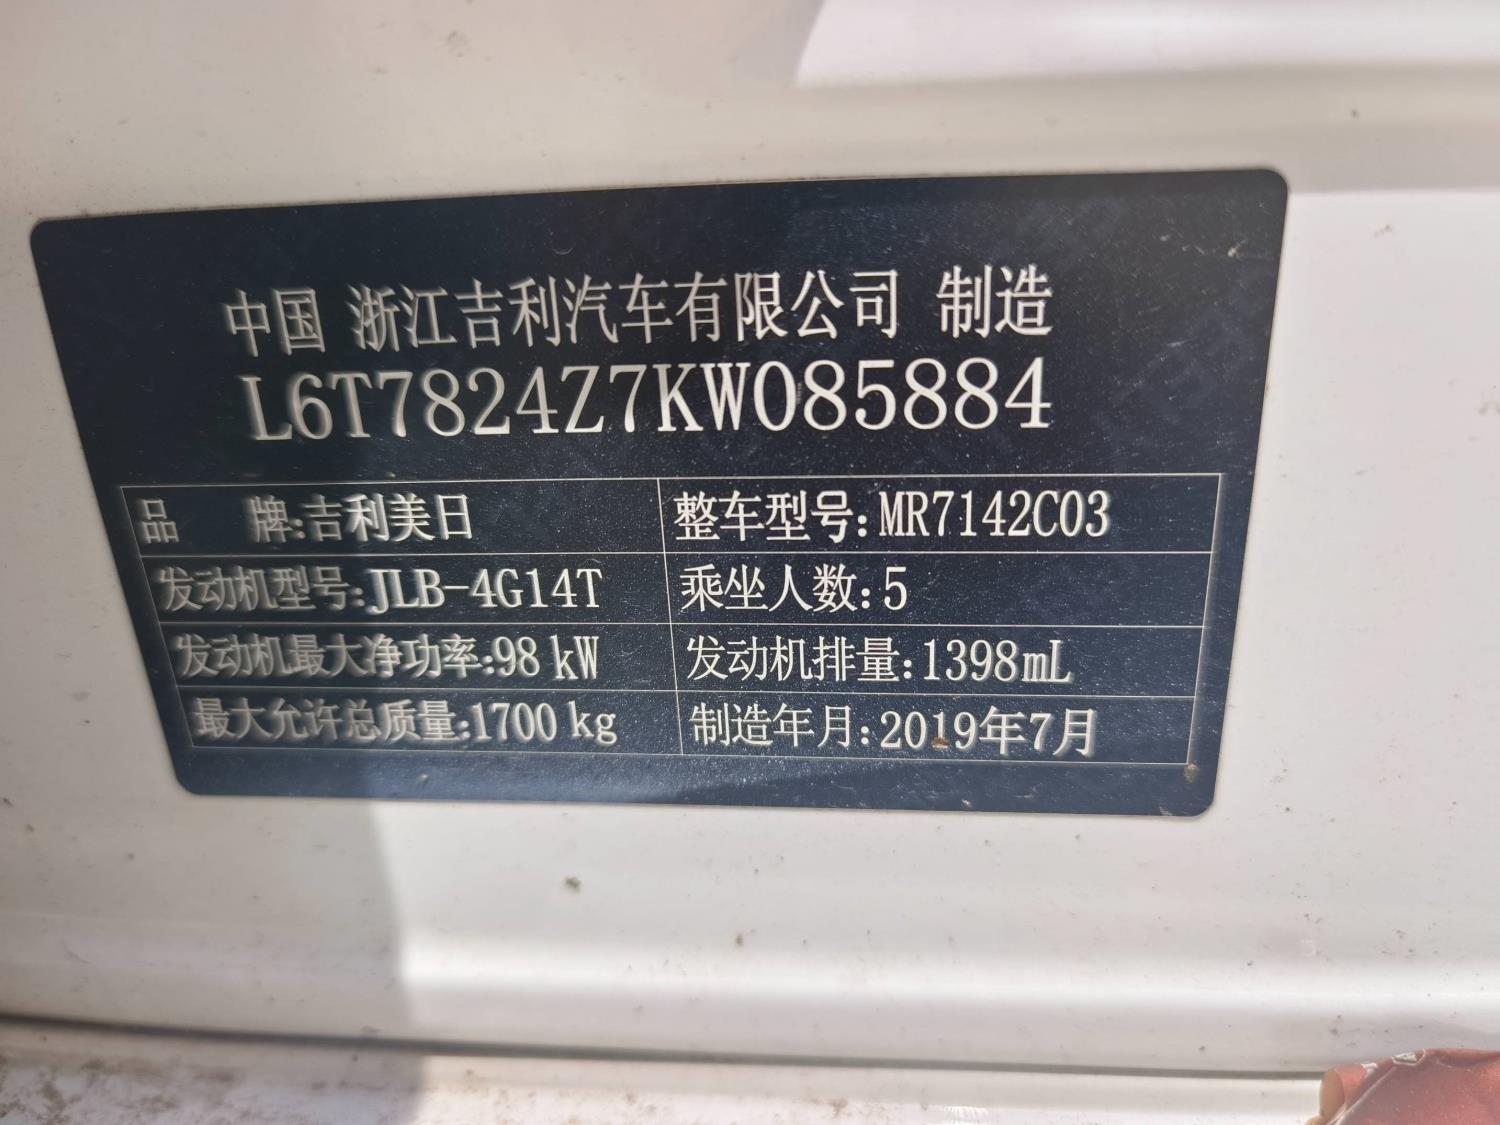 中国 浙江吉利汽车有限公司 制造
L6T7824Z7KW085884
品 牌:吉利美日 整车型号:MR7142C03
发动机型号:JLB-4G14T 乘坐人数:5
发动机最大净功率:98 kW 发动机排量:1398mL
最大允许总质量:1700 kg 制造年月:2019年7月